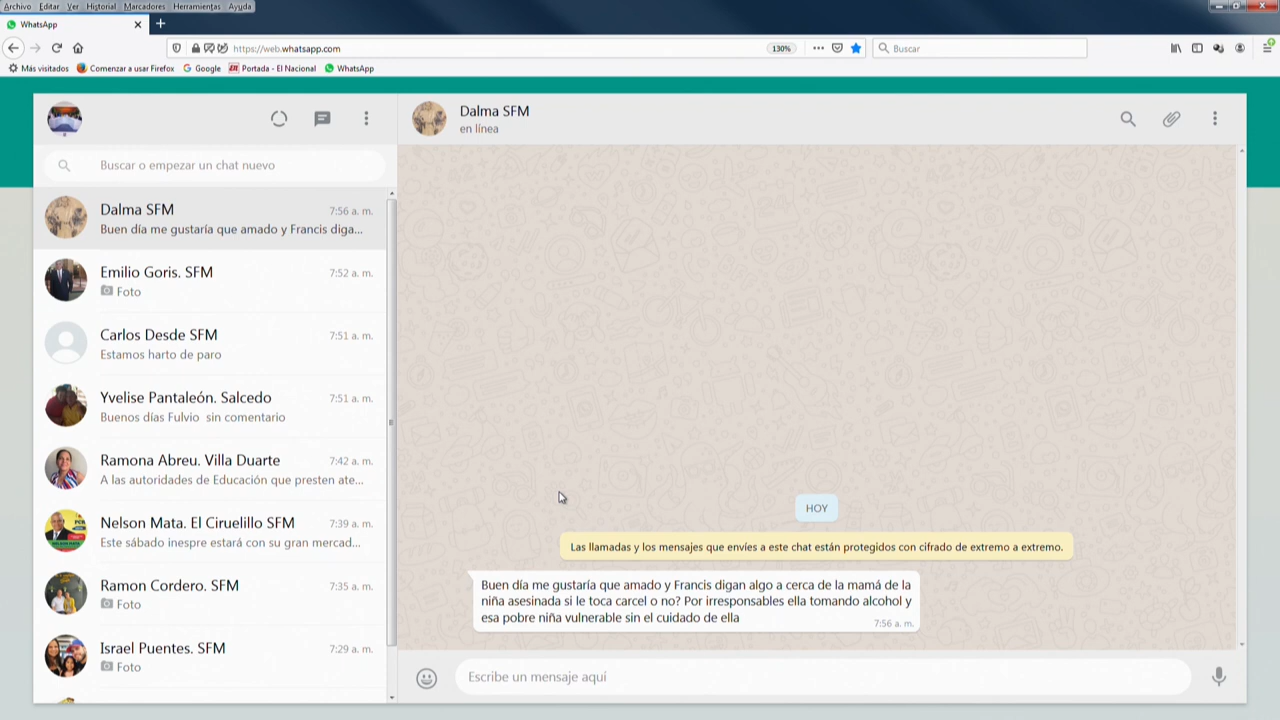 Archivo Editar Ver Historial Marcadores Herramientas Ayuda
WhatsApp
https://web.whatsapp.com
130%
Buscar
Más visitados
Comenzar a usar Firefox
Google
Portada - El Nacional
WhatsApp
Dalma SFM
en línea
Buscar o empezar un chat nuevo
Dalma SFM
7:56 a. m.
Buen día me gustaría que amado y Francis diga...
Emilio Goris. SFM
7:52 a. m.
Foto
Carlos Desde SFM
7:51 a. m.
Estamos harto de paro
Yvelise Pantaleón. Salcedo
7:51 a. m.
Buenos días Fulvio sin comentario
Ramona Abreu. Villa Duarte
7:42 a. m.
A las autoridades de Educación que presten ate...
Nelson Mata. El Ciruelillo SFM
7:39 a. m.
Este sábado inespre estará con su gran mercad...
Ramon Cordero. SFM
7:35 a. m.
Foto
Israel Puentes. SFM
7:29 a. m.
Foto
HOY
Las llamadas y los mensajes que envíes a este chat están protegidos con cifrado de extremo a extremo.
Buen día me gustaría que amado y Francis digan algo a cerca de la mamá de la
niña asesinada si le toca carcel o no? Por irresponsables ella tomando alcohol y
esa pobre niña vulnerable sin el cuidado de ella
7:56 a. m.
Escribe un mensaje aquí